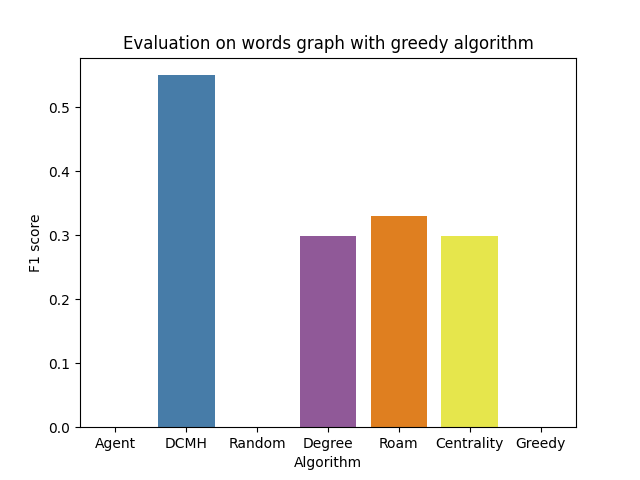 Evaluation on words graph with greedy algorithm
F1 score
0.5
0.4
0.3
0.2
0.1
0.0
Agent DCMH Random Degree Roam Centrality Greedy
Algorithm